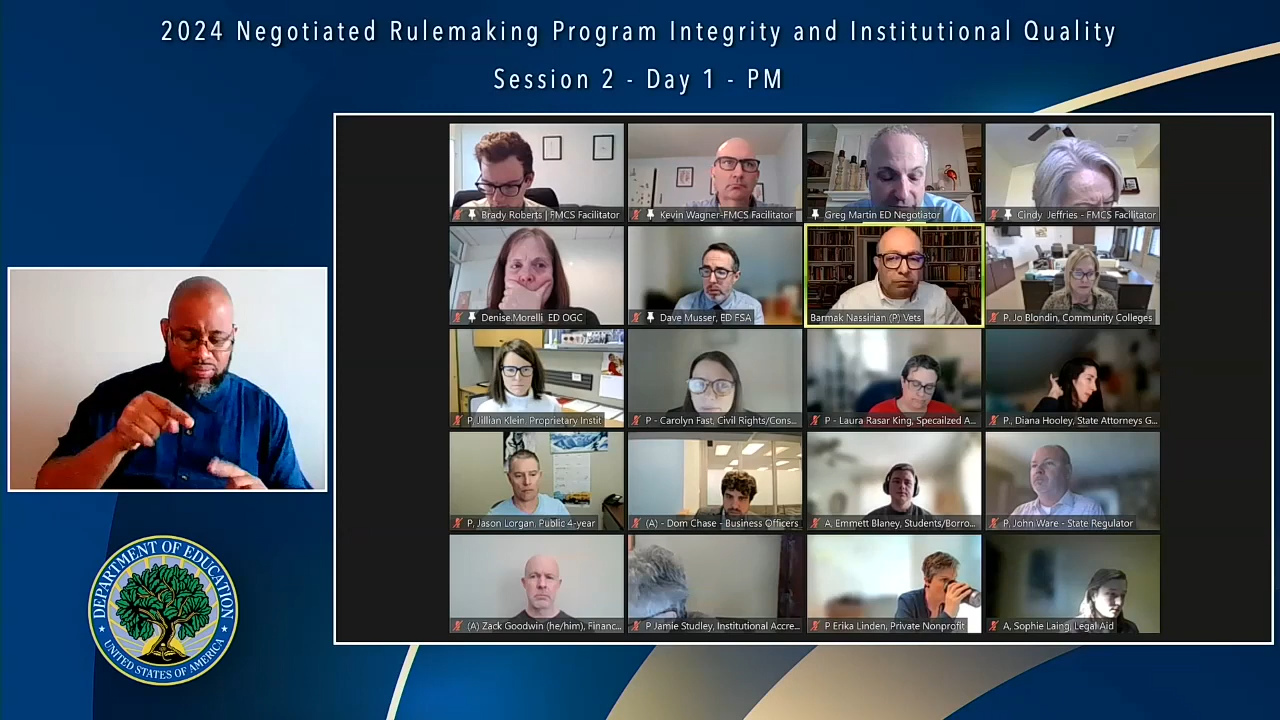 2024 Negotiated Rulemaking Program Integrity and Institutional Quality
Session 2 - Day 1 - PM
Brady Roberts | FMCS Facilitator
Kevin Wagner-FMCS Facilitator
Greg Martin ED Negotiator
Cindy Jeffries - FMCS Facilitator
Denise.Morelli ED OGC
Dave Musser, ED FSA
Barmak Nassirian (P) Vets
P. Jo Blondin, Community Colleges
P, Jillian Klein, Proprietary Instit
P - Carolyn Fast, Civil Rights/Cons...
P - Laura Rasar King, Specailzed A...
P., Diana Hooley, State Attorneys G...
P, Jason Lorgan, Public 4-year
(A) - Dom Chase - Business Officers
A, Emmett Blaney, Students/Borro...
P, John Ware - State Regulator
(A) Zack Goodwin (he/him), Financ...
P Jamie Studley, Institutional Accre...
P Erika Linden, Private Nonprofit
A, Sophie Laing, Legal Aid
DEPARTMENT OF EDUCATION
UNITED STATES OF AMERICA